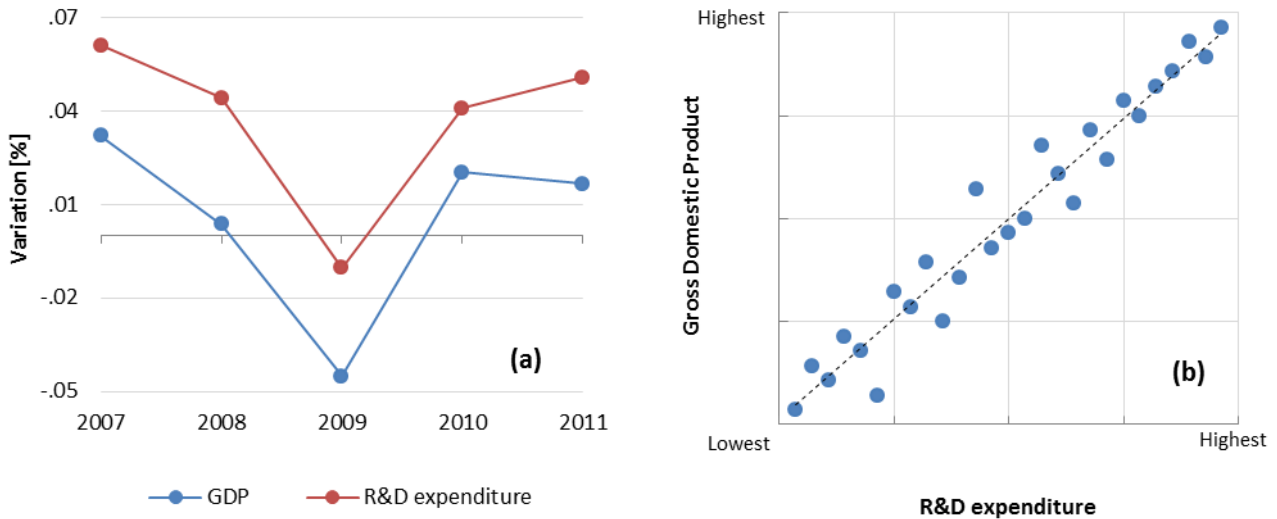 .07
.04
.01
-.02
-.05
Variation [%]
2007 2008 2009 2010 2011
(a)
GDP R&D expenditure
Highest
Gross Domestic Product
(b)
Lowest Highest
R&D expenditure